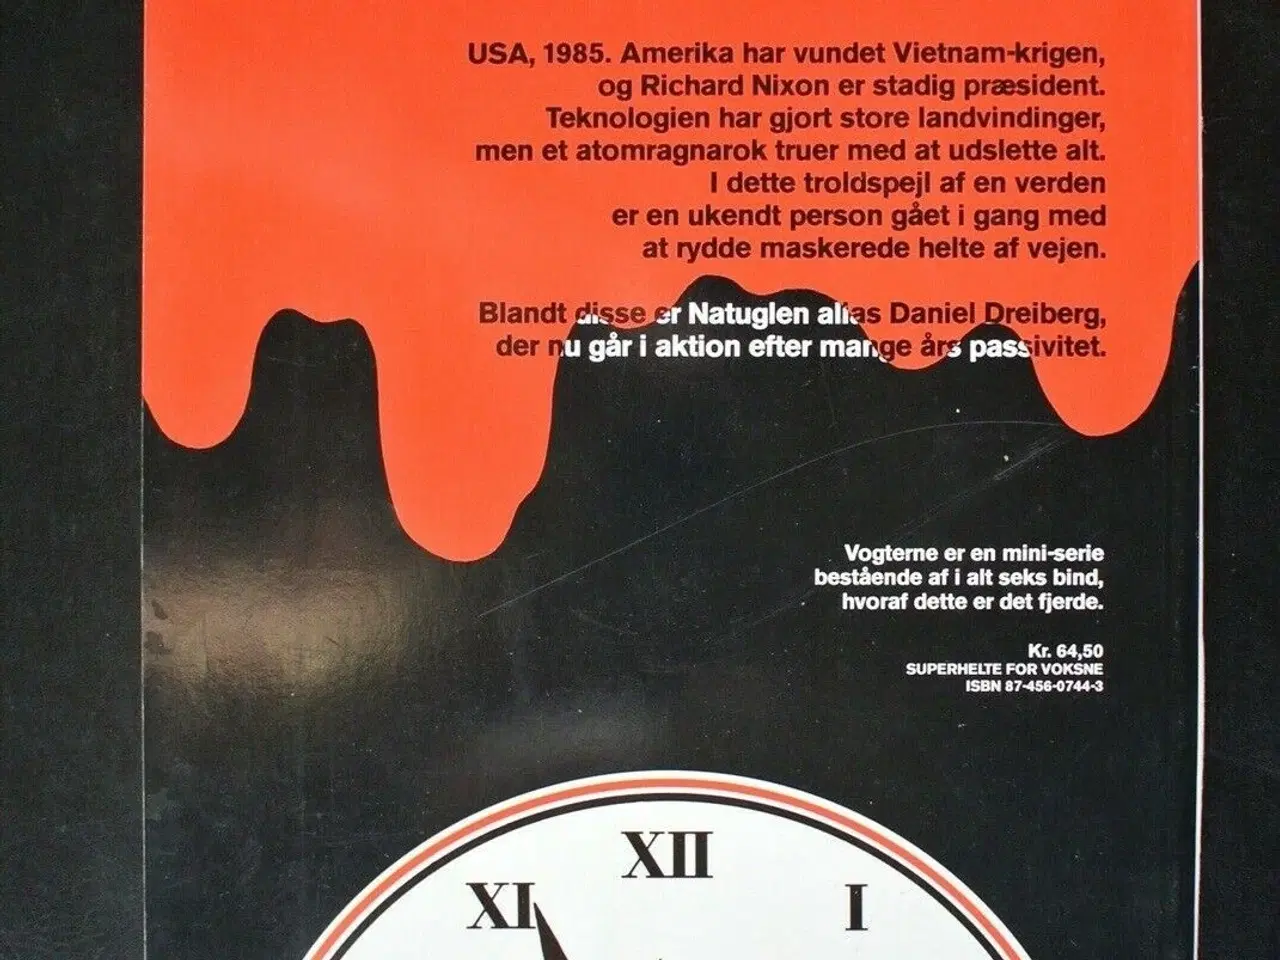 USA, 1985. Amerika har vundet Vietnam-krigen,
og Richard Nixon er stadig præsident.
Teknologien har gjort store landvindinger,
men et atomragnarok truer med at udslette alt.
I dette troldspejl af en verden
er en ukendt person gået i gang med
at rydde maskerede helte af vejen.
Blandt disse er Natuglen alias Daniel Dreiberg,
der nu går i aktion efter mange års passivitet.
Vogterne er en mini-serie
bestående af i alt seks bind,
hvoraf dette er det fjerde.
Kr. 64,50
SUPERHELTE FOR VOKSNE
ISBN 87-456-0744-3
XII
XI
I